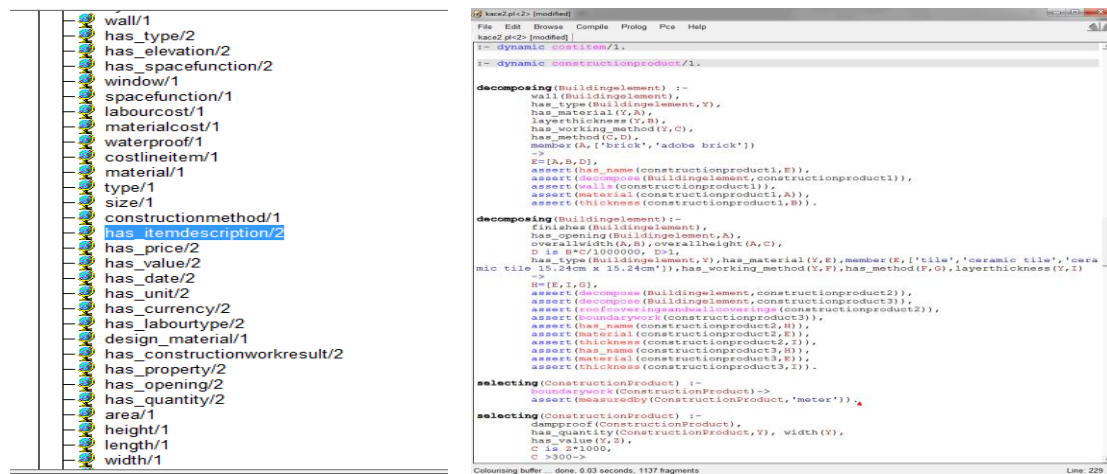 wall/1
has_type/2
has_elevation/2
has_spacefunction/2
window/1
spacefunction/1
labourcost/1
materialcost/1
waterproof/1
costlineitem/1
material/1
type/1
size/1
constructionmethod/1
has_itemdescription/2
has_price/2
has_value/2
has_date/2
has_unit/2
has_currency/2
has_labourtype/2
design_material/1
has_constructionworkresult/2
has_property/2
has_opening/2
has_quantity/2
area/1
height/1
length/1
width/1
kace2.pl<2> [modified]
File Edit Browse Compile Prolog Pce Help
kace2.pl<2> [modified]
:- dynamic costitem/1.
:- dynamic constructionproduct/1.
decomposing(Buildingelement) :-
wall(Buildingelement),
has_type(Buildingelement,Y),
has_material(Y,A),
layerthickness(Y,B),
has_working_method(Y,C),
has_method(C,D),
member(A,['brick','adobe brick'])
->
E=[A,B,D],
assert(has_name(constructionproduct1,E)),
assert(decompose(Buildingelement,constructionproduct1)),
assert(walls(constructionproduct1)),
assert(material(constructionproduct1,A)),
assert(thickness(constructionproduct1,B)).
decomposing(Buildingelement):-
finishes(Buildingelement),
has_opening(Buildingelement,A),
overallwidth(A,B),overallheight(A,C),
D is B*C/1000000, D>1,
has_type(Buildingelement,Y),has_material(Y,E),member(E,['tile','ceramic tile','cera
mic tile 15.24cm x 15.24cm']),has_working_method(Y,F),has_method(F,G),layerthickness(Y,I)
->
H=[E,I,G],
assert(decompose(Buildingelement,constructionproduct2)),
assert(decompose(Buildingelement,constructionproduct3)),
assert(roofcoveringsandwallcoverings(constructionproduct2)),
assert(boundarywork(constructionproduct3)),
assert(has_name(constructionproduct2,H)),
assert(material(constructionproduct2,E)),
assert(thickness(constructionproduct2,I)),
assert(has_name(constructionproduct3,H)),
assert(material(constructionproduct3,E)),
assert(thickness(constructionproduct3,I)).
selecting(ConstructionProduct) :-
boundarywork(ConstructionProduct)->
assert(measuredby(ConstructionProduct,'meter')).
selecting(ConstructionProduct) :-
dampproof(ConstructionProduct),
has_quantity(ConstructionProduct,Y), width(Y),
has_value(Y,Z),
C is Z*1000,
C >300->
Colourising buffer ... done, 0.03 seconds, 1137 fragments Line: 229